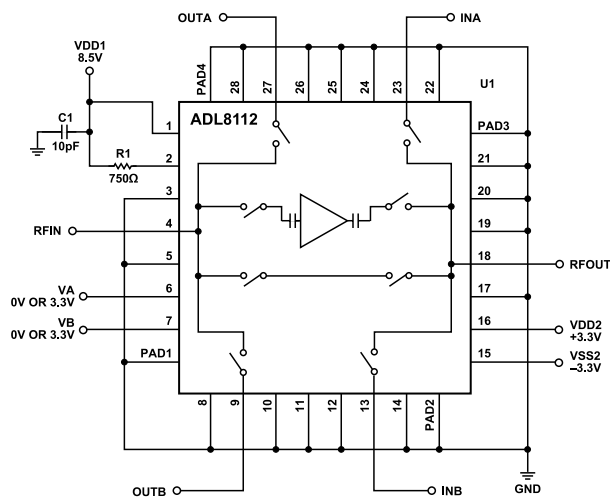 OUTA
INA
VDD1
8.5V
PAD4
28
27
26
25
24
23
22
U1
ADL8112
C1
10pF
1
PAD3
R1
750Ω
2
21
3
20
RFIN
4
19
5
18
RFOUT
VA
0V OR 3.3V
6
17
VB
0V OR 3.3V
7
16
VDD2
+3.3V
PAD1
15
VSS2
–3.3V
8
9
10
11
12
13
14
PAD2
OUTB
INB
GND